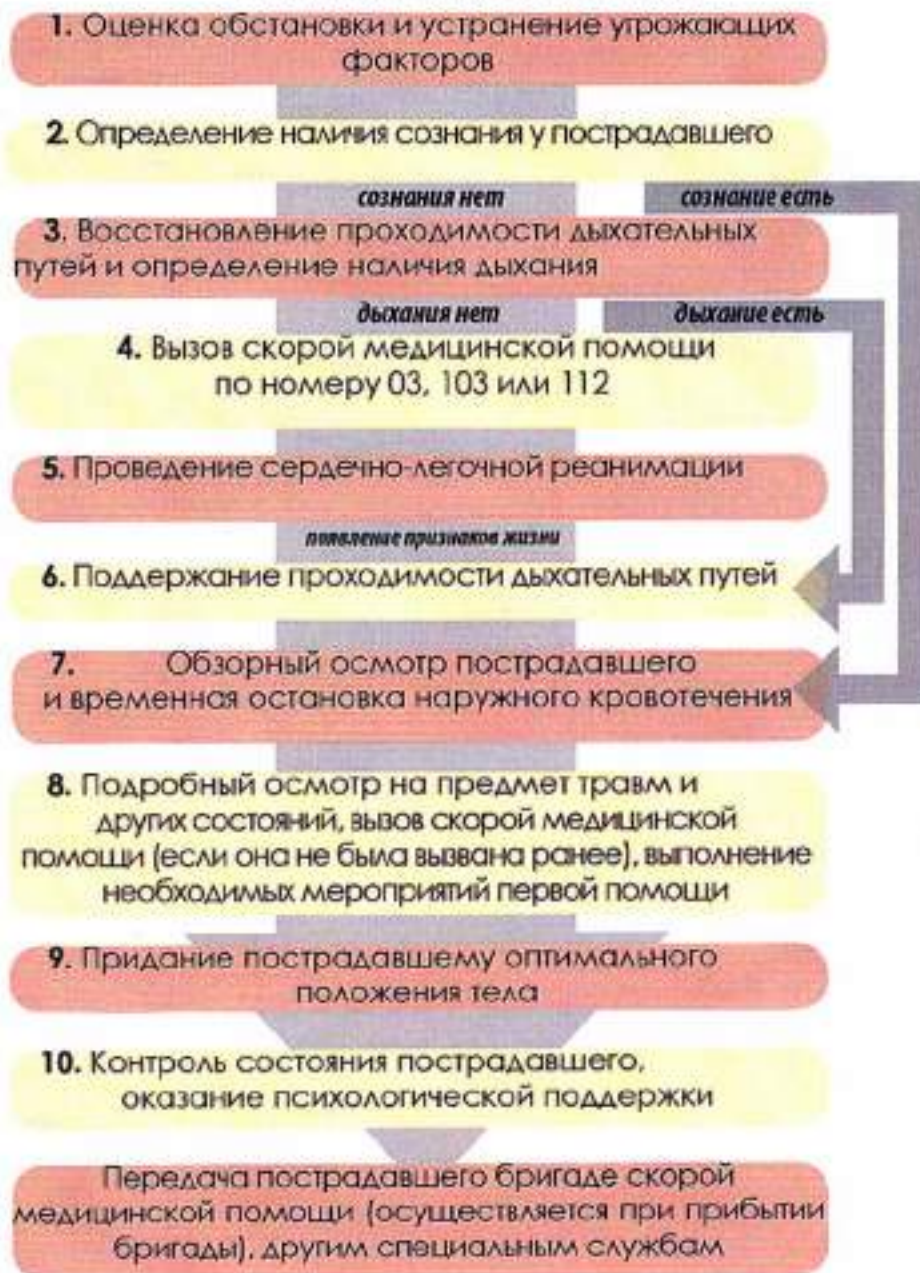 1. Оценка обстановки и устранение угрожающих
факторов
2. Определение наличия сознания у пострадавшего
сознания нет
сознание есть
3. Восстановление проходимости дыхательных
путей и определение наличия дыхания
дыхания нет
дыхание есть
4. Вызов скорой медицинской помощи
по номеру 03, 103 или 112
5. Проведение сердечно-легочной реанимации
появление признаков жизни
6. Поддержание проходимости дыхательных путей
7. Обзорный осмотр пострадавшего
и временная остановка наружного кровотечения
8. Подробный осмотр на предмет травм и
других состояний, вызов скорой медицинской
помощи (если она не была вызвана ранее), выполнение
необходимых мероприятий первой помощи
9. Придание пострадавшему оптимального
положения тела
10. Контроль состояния пострадавшего,
оказание психологической поддержки
Передача пострадавшего бригаде скорой
медицинской помощи (осуществляется при прибытии
бригады), другим специальным службам